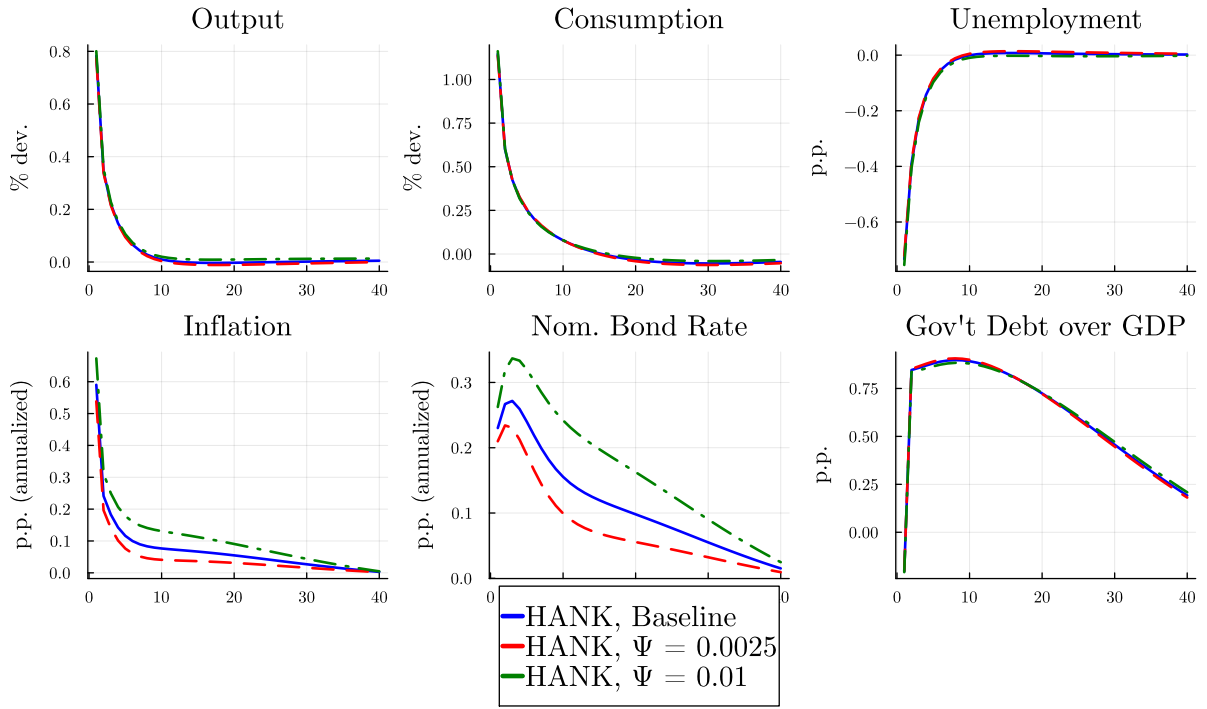 Output
Consumption
Unemployment
% dev.
0.8
0.6
0.4
0.2
0.0
0 10 20 30 40
% dev.
1.00
0.75
0.50
0.25
0.00
0 10 20 30 40
p.p.
0.0
−0.2
−0.4
−0.6
0 10 20 30 40
Inflation
Nom. Bond Rate
Gov't Debt over GDP
p.p. (annualized)
0.6
0.5
0.4
0.3
0.2
0.1
0.0
0 10 20 30 40
p.p. (annualized)
0.3
0.2
0.1
0.0
p.p.
0.75
0.50
0.25
0.00
0 10 20 30 40
HANK, Baseline
HANK, Ψ = 0.0025
HANK, Ψ = 0.01